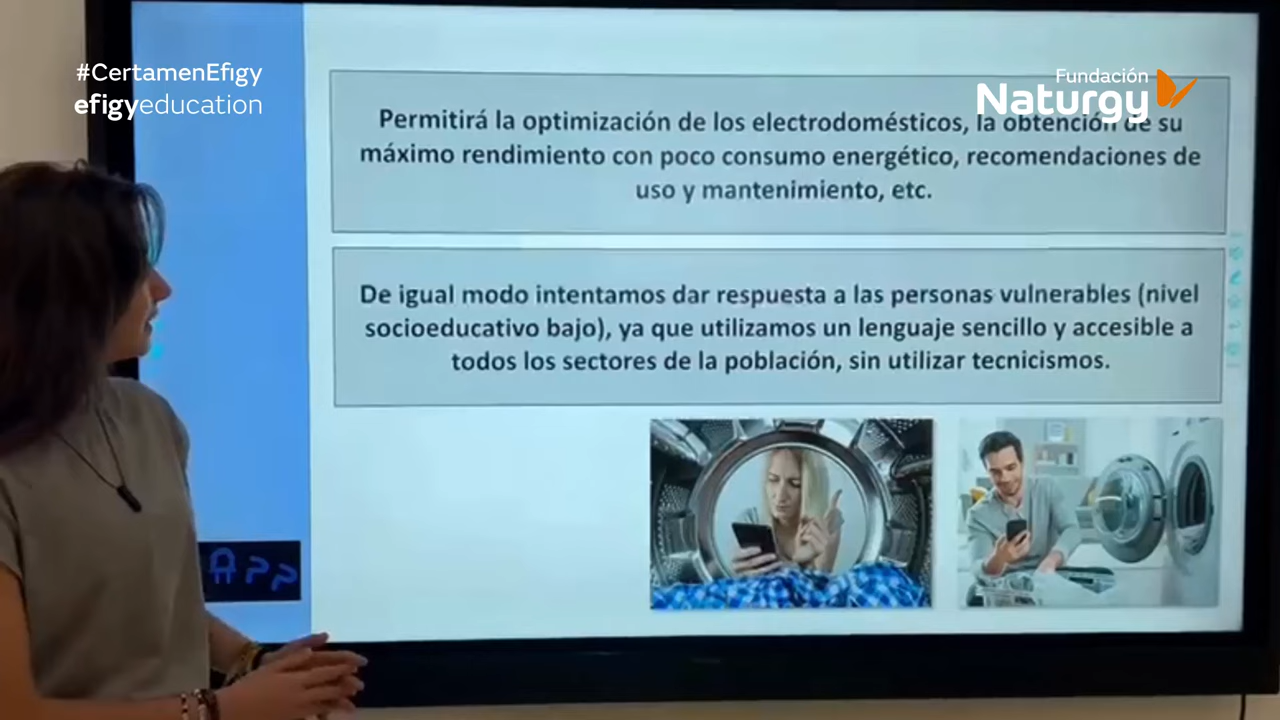 #CertamenEfigy
efigyeducation
Fundación
Naturgy
Permitirá la optimización de los electrodomésticos, la obtención de su
máximo rendimiento con poco consumo energético, recomendaciones de
uso y mantenimiento, etc.
De igual modo intentamos dar respuesta a las personas vulnerables (nivel
socioeducativo bajo), ya que utilizamos un lenguaje sencillo y accesible a
todos los sectores de la población, sin utilizar tecnicismos.